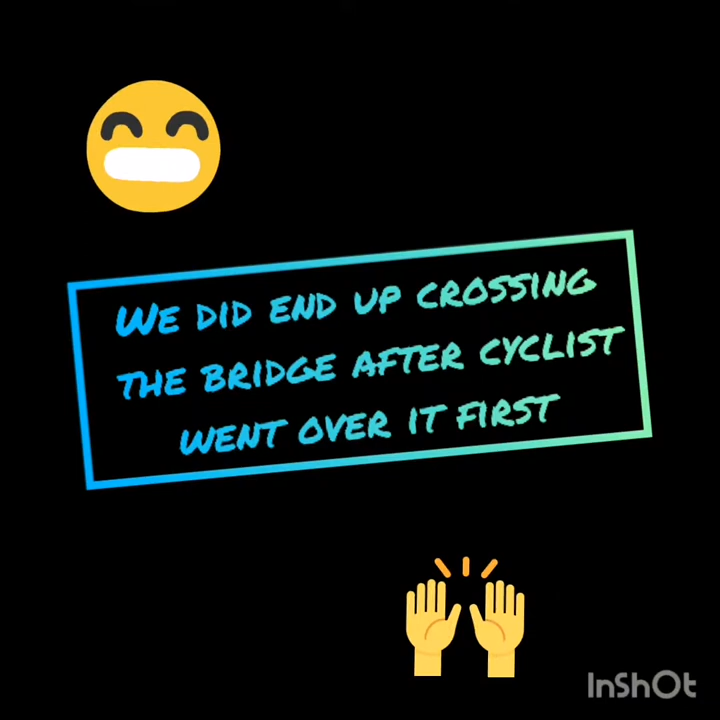 We did end up crossing
the bridge after cyclist
went over it first
InShOt